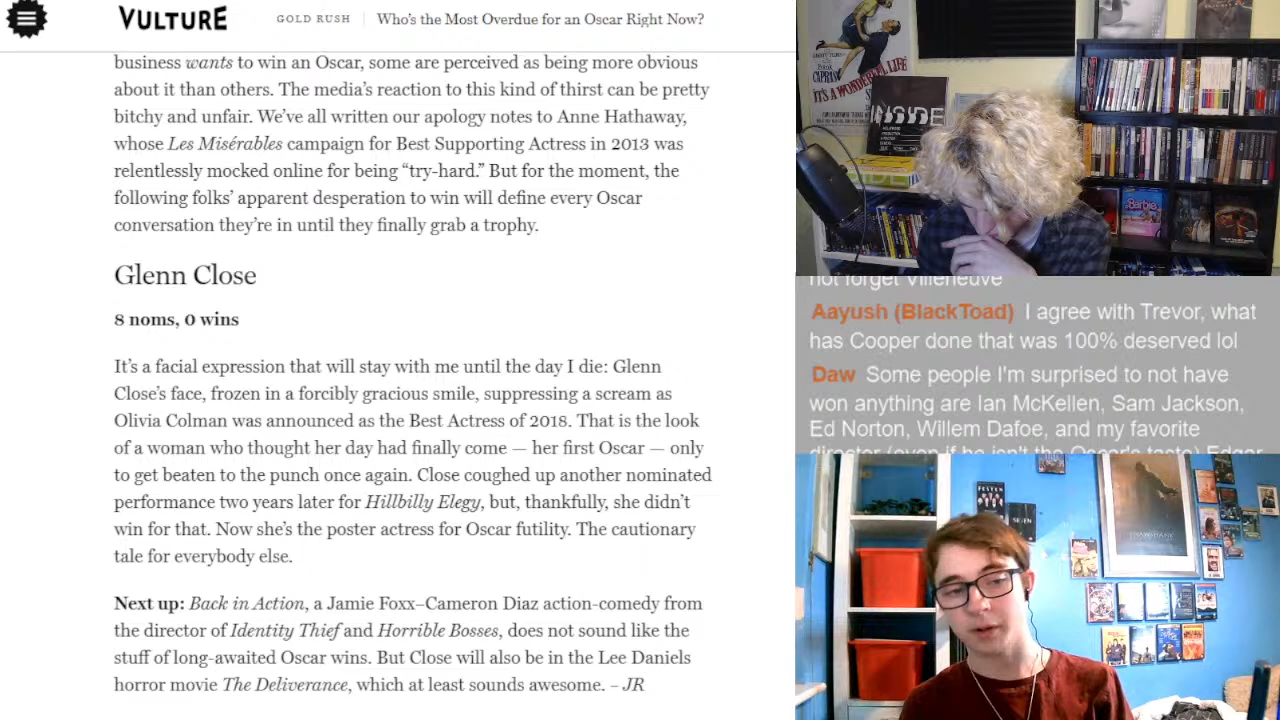 VULTURE
GOLD RUSH
Who's the Most Overdue for an Oscar Right Now?
business wants to win an Oscar, some are perceived as being more obvious
about it than others. The media's reaction to this kind of thirst can be pretty
bitchy and unfair. We've all written our apology notes to Anne Hathaway,
whose Les Misérables campaign for Best Supporting Actress in 2013 was
relentlessly mocked online for being “try-hard.” But for the moment, the
following folks' apparent desperation to win will define every Oscar
conversation they're in until they finally grab a trophy.
Glenn Close
8 noms, 0 wins
It's a facial expression that will stay with me until the day I die: Glenn
Close's face, frozen in a forcibly gracious smile, suppressing a scream as
Olivia Colman was announced as the Best Actress of 2018. That is the look
of a woman who thought her day had finally come — her first Oscar — only
to get beaten to the punch once again. Close coughed up another nominated
performance two years later for Hillbilly Elegy, but, thankfully, she didn't
win for that. Now she's the poster actress for Oscar futility. The cautionary
tale for everybody else.
Next up: Back in Action, a Jamie Foxx–Cameron Diaz action-comedy from
the director of Identity Thief and Horrible Bosses, does not sound like the
stuff of long-awaited Oscar wins. But Close will also be in the Lee Daniels
horror movie The Deliverance, which at least sounds awesome. – JR
IT'S A WONDERFUL LIFE
INSIDE
Barbie
not forget Villeneuve
Aayush (BlackToad) I agree with Trevor, what
has Cooper done that was 100% deserved lol
Daw Some people I'm surprised to not have
won anything are Ian McKellen, Sam Jackson,
Ed Norton, Willem Dafoe, and my favorite
director (even if he isn't the Oscar's taste) Edgar